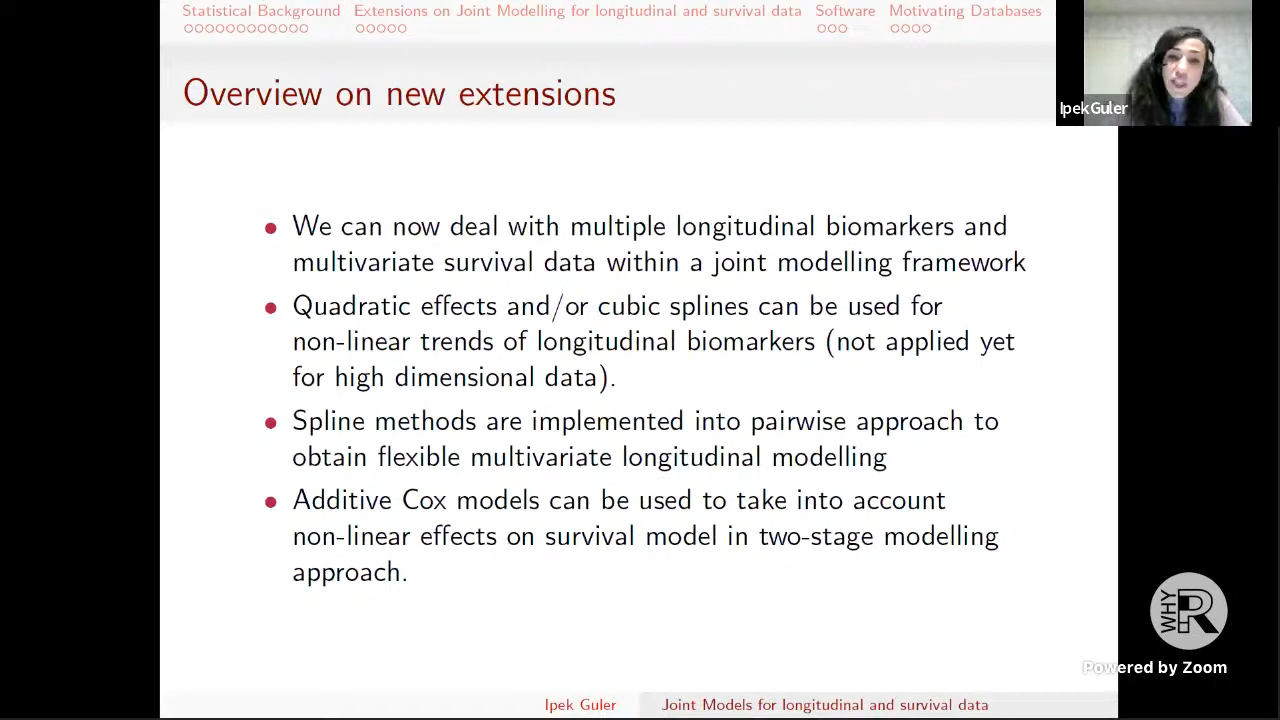 Statistical Background Extensions on Joint Modelling for longitudinal and survival data Software Motivating Databases
Overview on new extensions
Ipek Guler
• We can now deal with multiple longitudinal biomarkers and
multivariate survival data within a joint modelling framework
• Quadratic effects and/or cubic splines can be used for
non-linear trends of longitudinal biomarkers (not applied yet
for high dimensional data).
• Spline methods are implemented into pairwise approach to
obtain flexible multivariate longitudinal modelling
• Additive Cox models can be used to take into account
non-linear effects on survival model in two-stage modelling
approach.
WHY R?
Powered by Zoom
Ipek Guler Joint Models for longitudinal and survival data